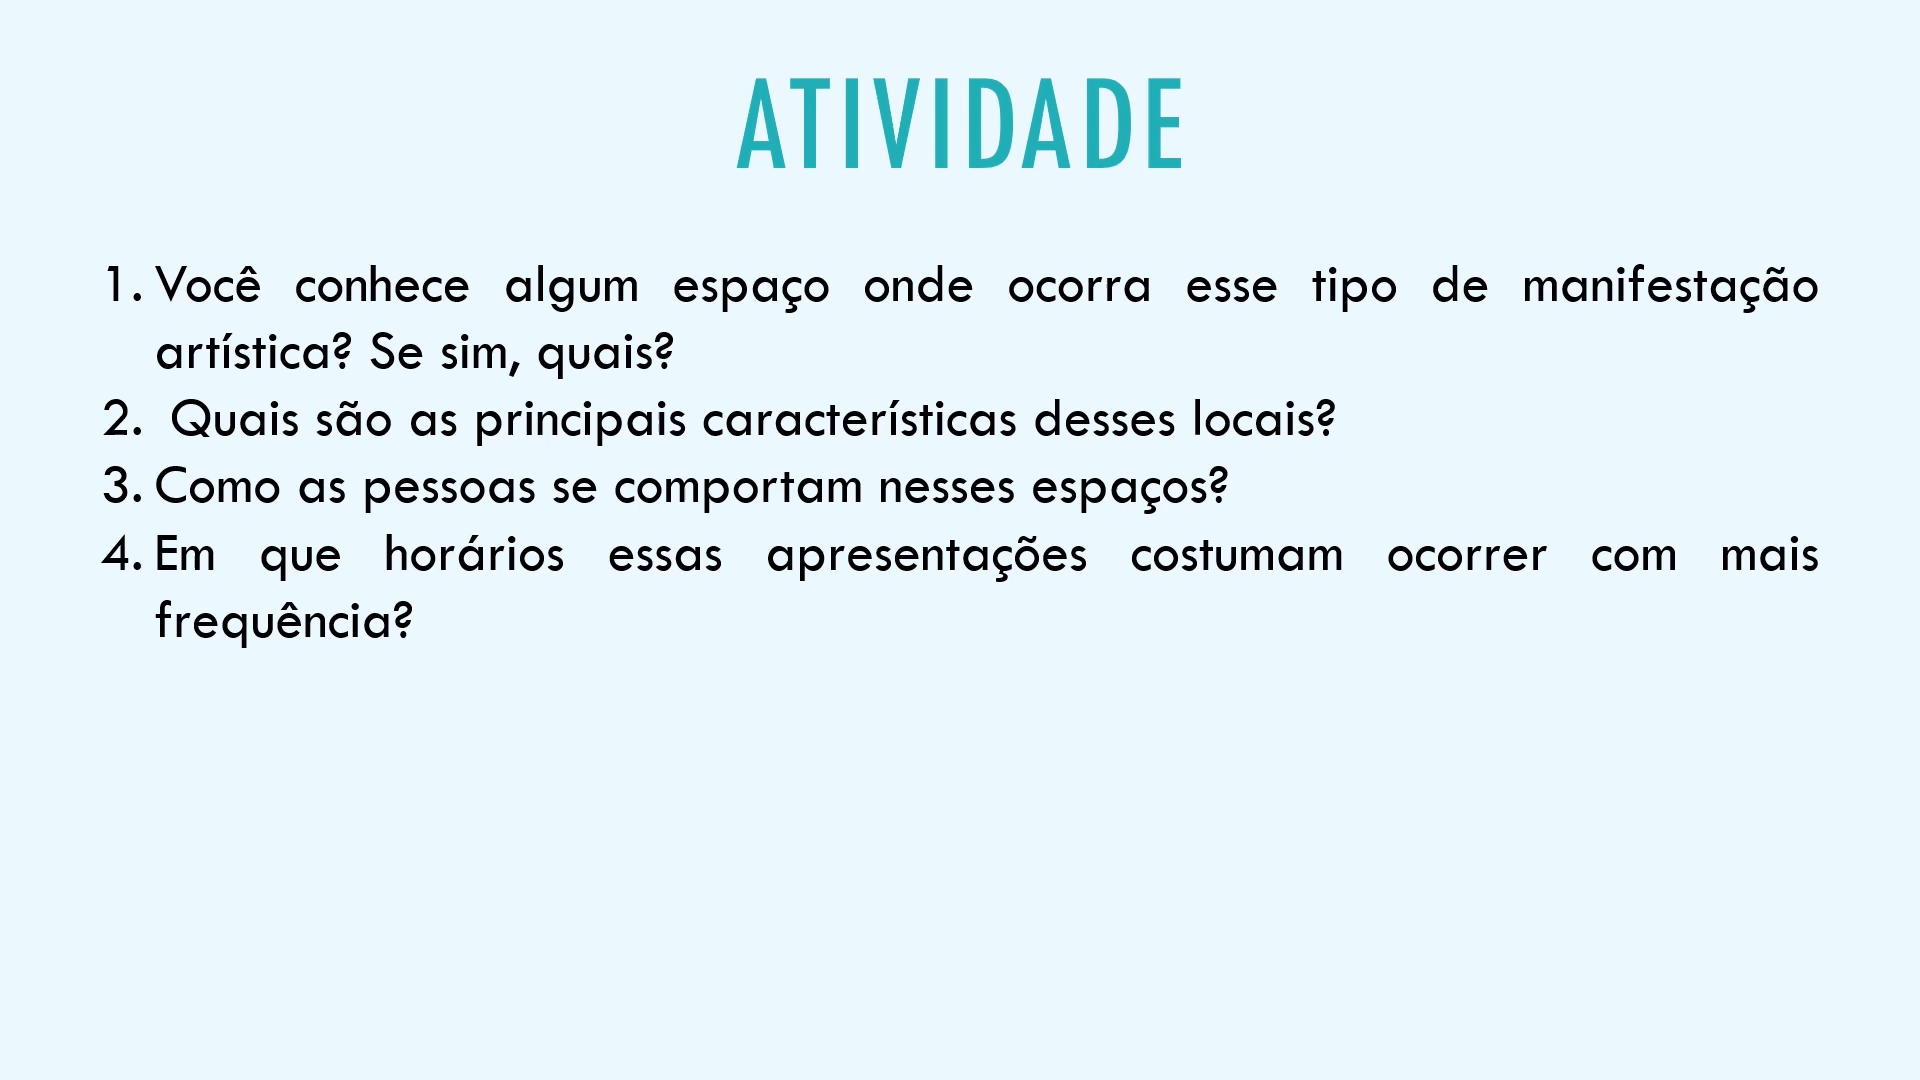 ATIVIDADE
1. Você conhece algum espaço onde ocorra esse tipo de manifestação
artística? Se sim, quais?
2. Quais são as principais características desses locais?
3. Como as pessoas se comportam nesses espaços?
4. Em que horários essas apresentações costumam ocorrer com mais
frequência?